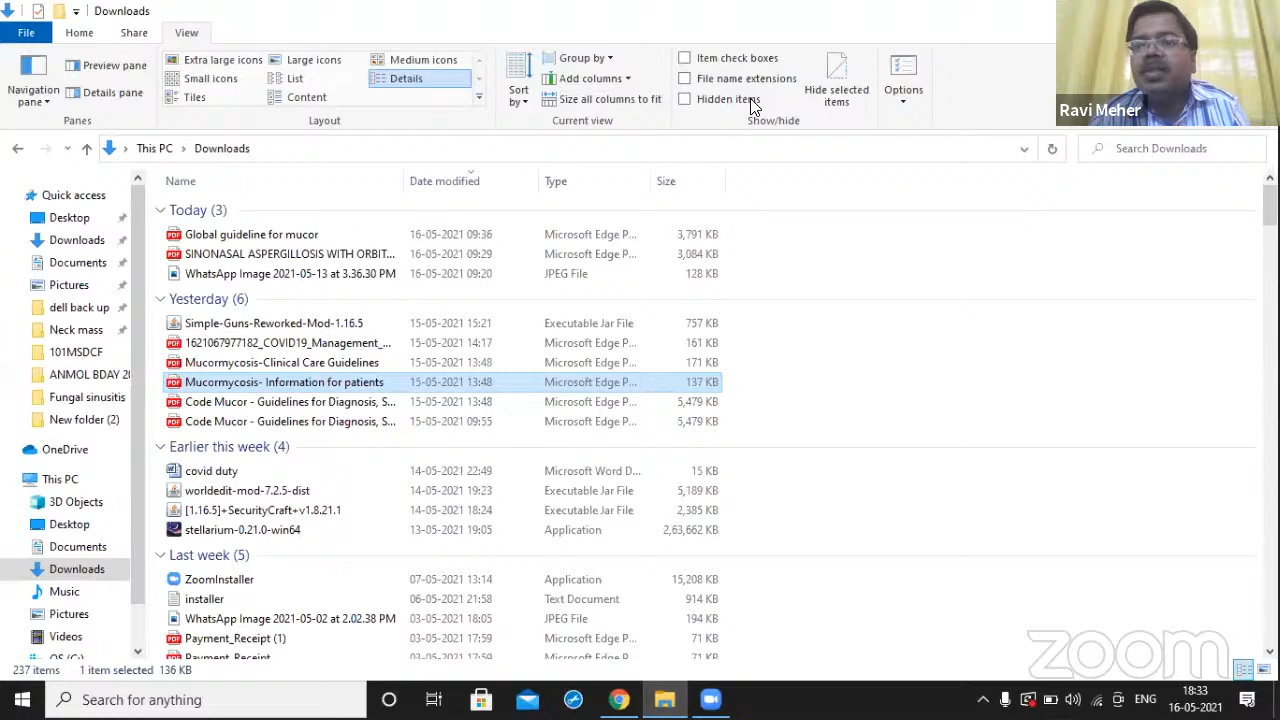 Downloads
File Home Share View
Navigation pane
Preview pane
Details pane
Panes
Extra large icons Large icons Medium icons
Small icons List Details
Tiles Content
Layout
Sort by
Group by
Add columns
Size all columns to fit
Current view
Item check boxes
File name extensions
Hidden items
Hide selected items
Show/hide
Options
Ravi Meher
This PC Downloads
Search Downloads
Quick access
Desktop
Downloads
Documents
Pictures
dell back up
Neck mass
101MSDCF
ANMOL BDAY 20
Fungal sinusitis
New folder (2)
OneDrive
This PC
3D Objects
Desktop
Documents
Downloads
Music
Pictures
Videos
Name Date modified Type Size
Today (3)
Global guideline for mucor 16-05-2021 09:36 Microsoft Edge P... 3,791 KB
SINONASAL ASPERGILLOSIS WITH ORBIT... 16-05-2021 09:29 Microsoft Edge P... 3,084 KB
WhatsApp Image 2021-05-13 at 3.36.30 PM 16-05-2021 09:20 JPEG File 128 KB
Yesterday (6)
Simple-Guns-Reworked-Mod-1.16.5 15-05-2021 15:21 Executable Jar File 757 KB
1621067977182_COVID19_Management_... 15-05-2021 14:17 Microsoft Edge P... 161 KB
Mucormycosis-Clinical Care Guidelines 15-05-2021 13:48 Microsoft Edge P... 171 KB
Mucormycosis- Information for patients 15-05-2021 13:48 Microsoft Edge P... 137 KB
Code Mucor - Guidelines for Diagnosis, S... 15-05-2021 13:48 Microsoft Edge P... 5,479 KB
Code Mucor - Guidelines for Diagnosis, S... 15-05-2021 09:55 Microsoft Edge P... 5,479 KB
Earlier this week (4)
covid duty 14-05-2021 22:49 Microsoft Word D... 15 KB
worldedit-mod-7.2.5-dist 14-05-2021 19:23 Executable Jar File 5,189 KB
[1.16.5]+SecurityCraft+v1.8.21.1 14-05-2021 18:24 Executable Jar File 2,385 KB
stellarium-0.21.0-win64 13-05-2021 19:05 Application 2,63,662 KB
Last week (5)
ZoomInstaller 07-05-2021 13:14 Application 15,208 KB
installer 06-05-2021 21:58 Text Document 914 KB
WhatsApp Image 2021-05-02 at 2.02.38 PM 03-05-2021 18:05 JPEG File 194 KB
Payment_Receipt (1) 03-05-2021 17:59 Microsoft Edge P... 71 KB
Payment_Receipt 03-05-2021 17:59 Microsoft Edge P... 71 KB
zoom
237 items 1 item selected 136 KB
Search for anything
ENG
18:33
16-05-2021